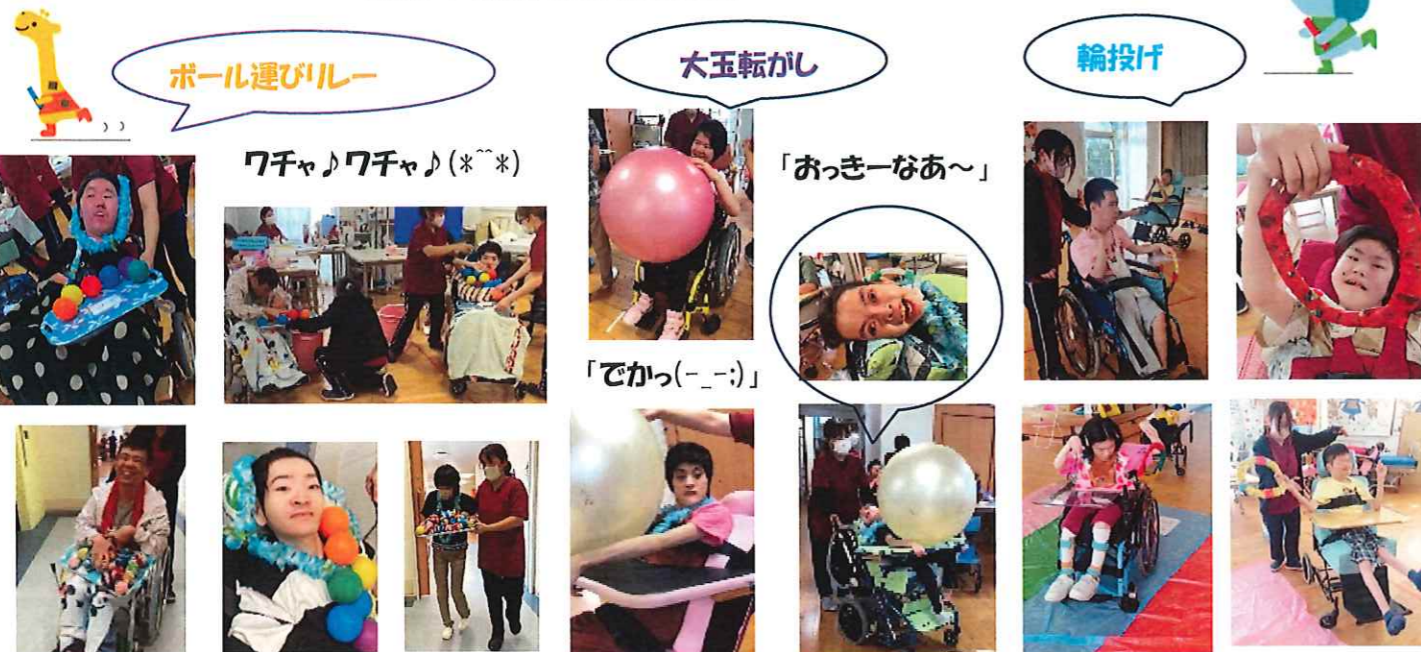 ボール運びリレー
大玉転がし
輪投げ
ワチャ♪ワチャ♪(*^^*)
「おっきーなあ～」
「でかっ(-_-;)」